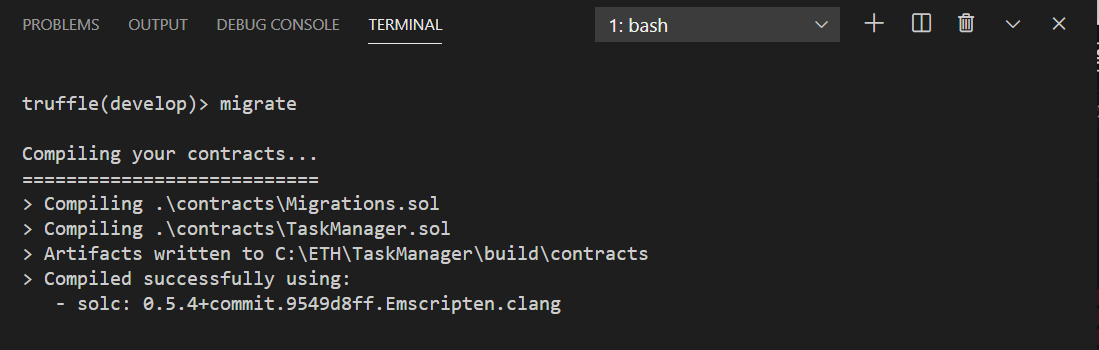 PROBLEMS OUTPUT DEBUG CONSOLE TERMINAL 1: bash
truffle(develop)> migrate
Compiling your contracts...
===========================
> Compiling .\contracts\Migrations.sol
> Compiling .\contracts\TaskManager.sol
> Artifacts written to C:\ETH\TaskManager\build\contracts
> Compiled successfully using:
   - solc: 0.5.4+commit.9549d8ff.Emscripten.clang